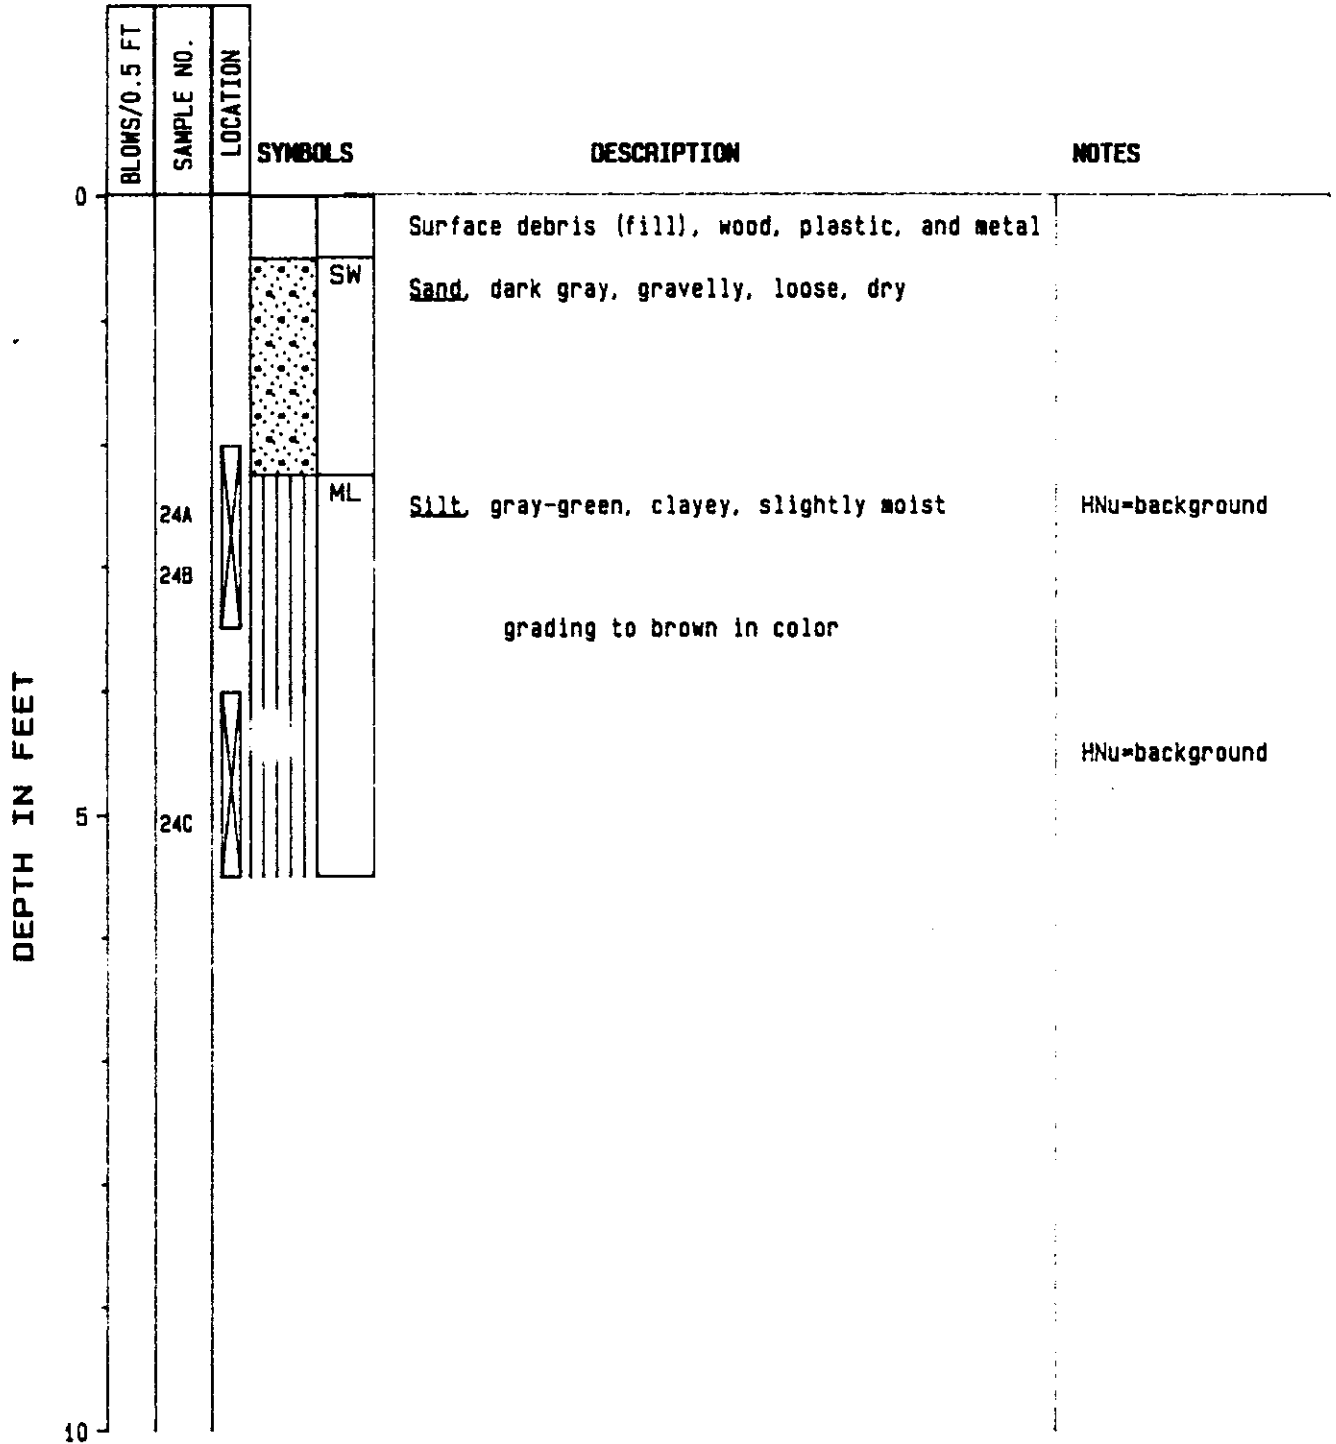 BLOWS/0.5 FT
SAMPLE NO.
LOCATION
SYMBOLS
DESCRIPTION
NOTES
0
Surface debris (fill), wood, plastic, and metal
SW
Sand, dark gray, gravelly, loose, dry
ML
Silt, gray-green, clayey, slightly moist
HNu=background
24A
24B
grading to brown in color
HNu=background
DEPTH IN FEET
5
24C
10